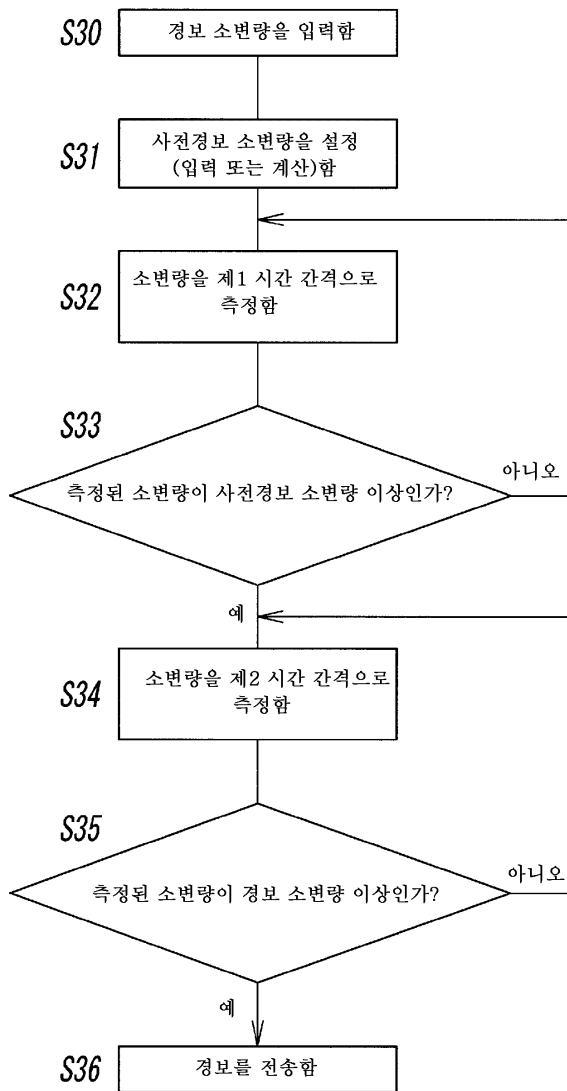 S30
경보 소변량을 입력함
S31
사전경보 소변량을 설정
(입력 또는 계산)함
S32
소변량을 제1 시간 간격으로
측정함
S33
측정된 소변량이 사전경보 소변량 이상인가?
아니오
예
S34
소변량을 제2 시간 간격으로
측정함
S35
측정된 소변량이 경보 소변량 이상인가?
아니오
예
S36
경보를 전송함